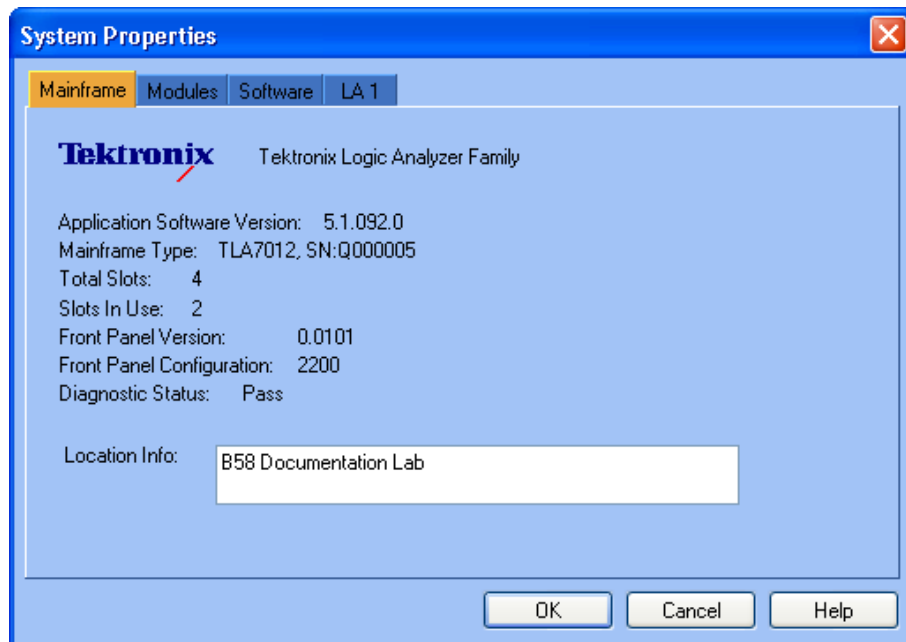 System Properties
Mainframe Modules Software LA 1
Tektronix Tektronix Logic Analyzer Family
Application Software Version: 5.1.092.0
Mainframe Type: TLA7012, SN:Q000005
Total Slots: 4
Slots In Use: 2
Front Panel Version: 0.0101
Front Panel Configuration: 2200
Diagnostic Status: Pass
Location Info: B58 Documentation Lab
OK Cancel Help